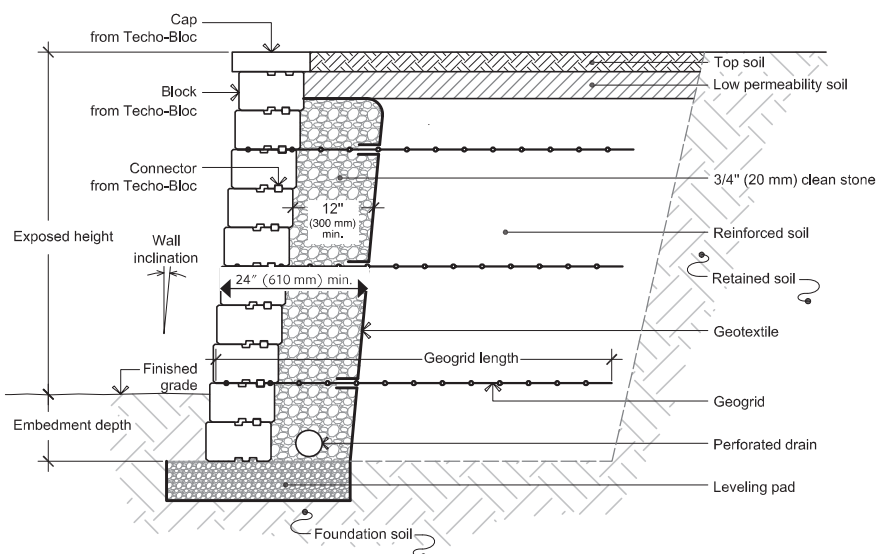 Cap
from Techo-Bloc
Top soil
Low permeability soil
Block
from Techo-Bloc
Connector
from Techo-Bloc
3/4" (20 mm) clean stone
12"
(300 mm)
min.
Exposed height
Wall
inclination
Reinforced soil
24" (610 mm) min.
Retained soil
Geotextile
Geogrid length
Finished
grade
Geogrid
Embedment depth
Perforated drain
Leveling pad
Foundation soil